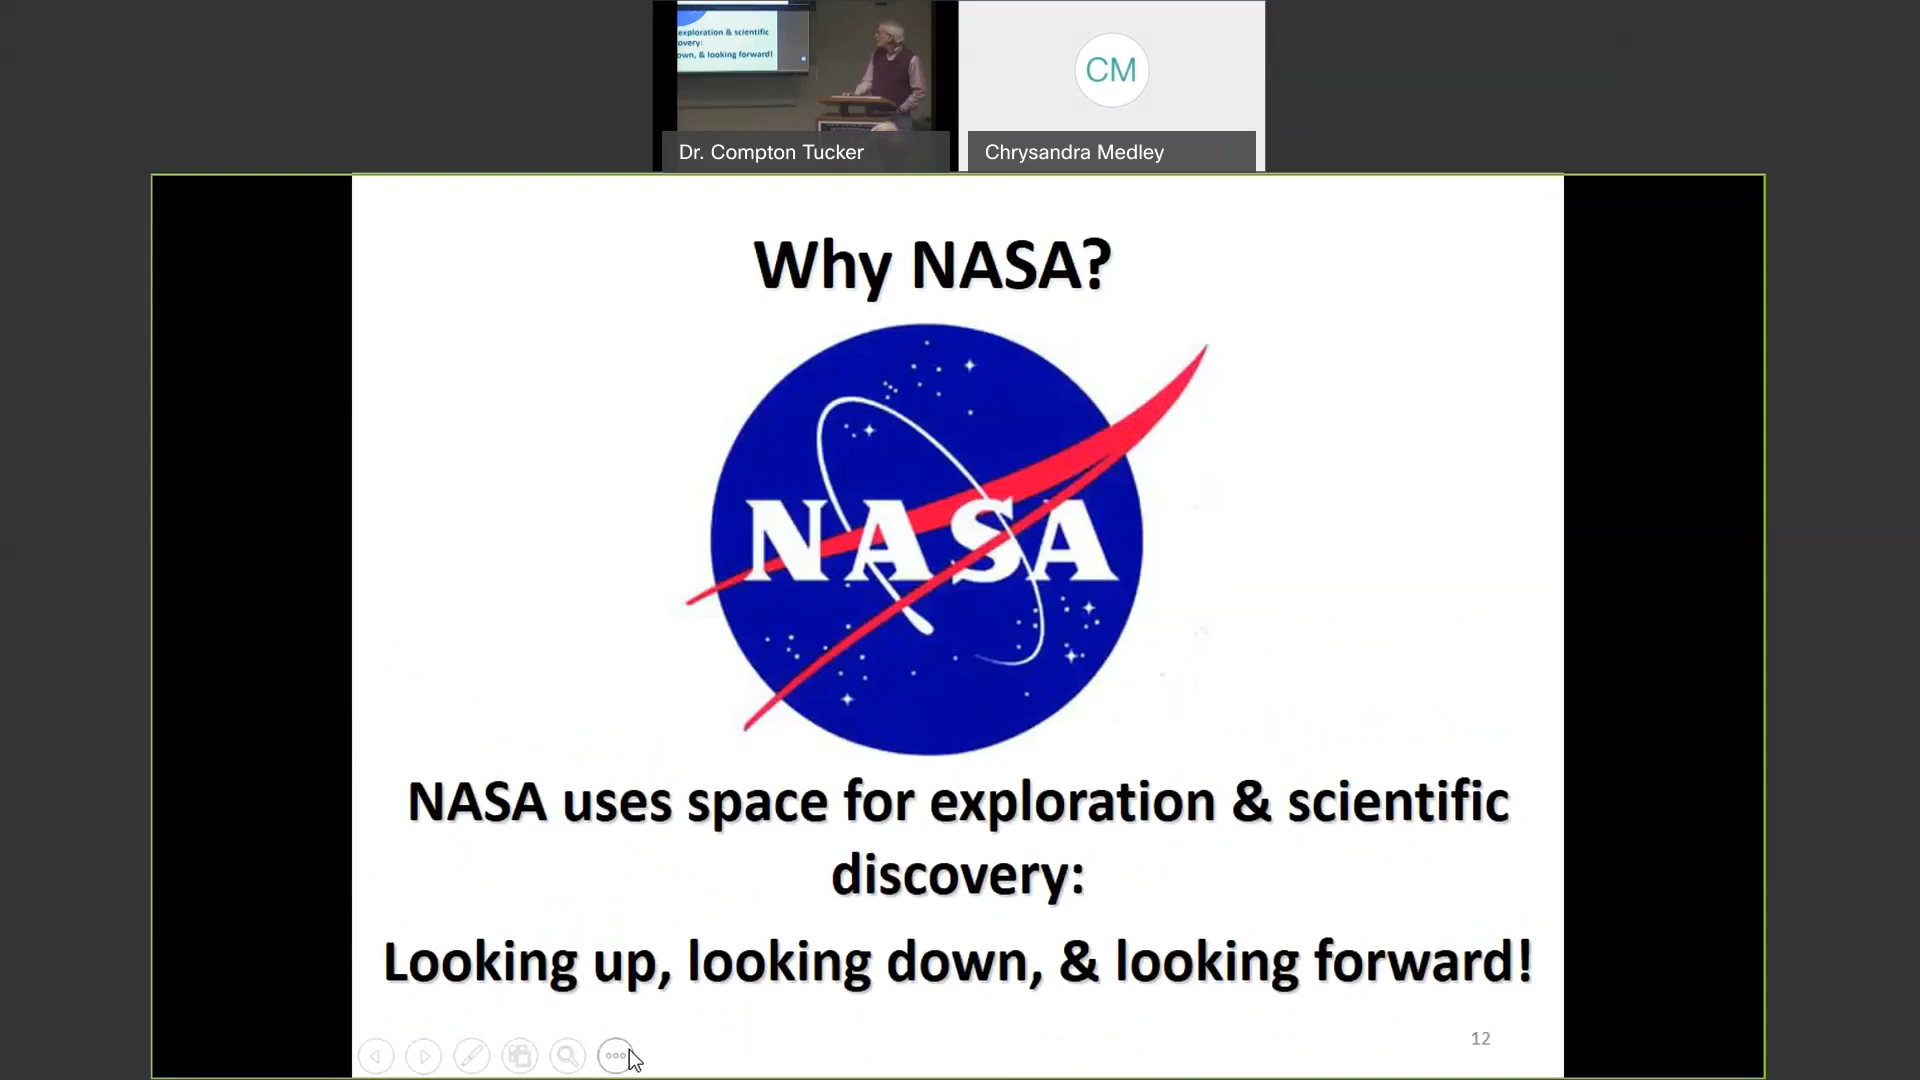 exploration & scientific
overy:
own, & looking forward!
CM
Dr. Compton Tucker
Chrysandra Medley
Why NASA?
NASA
NASA uses space for exploration & scientific
discovery:
Looking up, looking down, & looking forward!
12